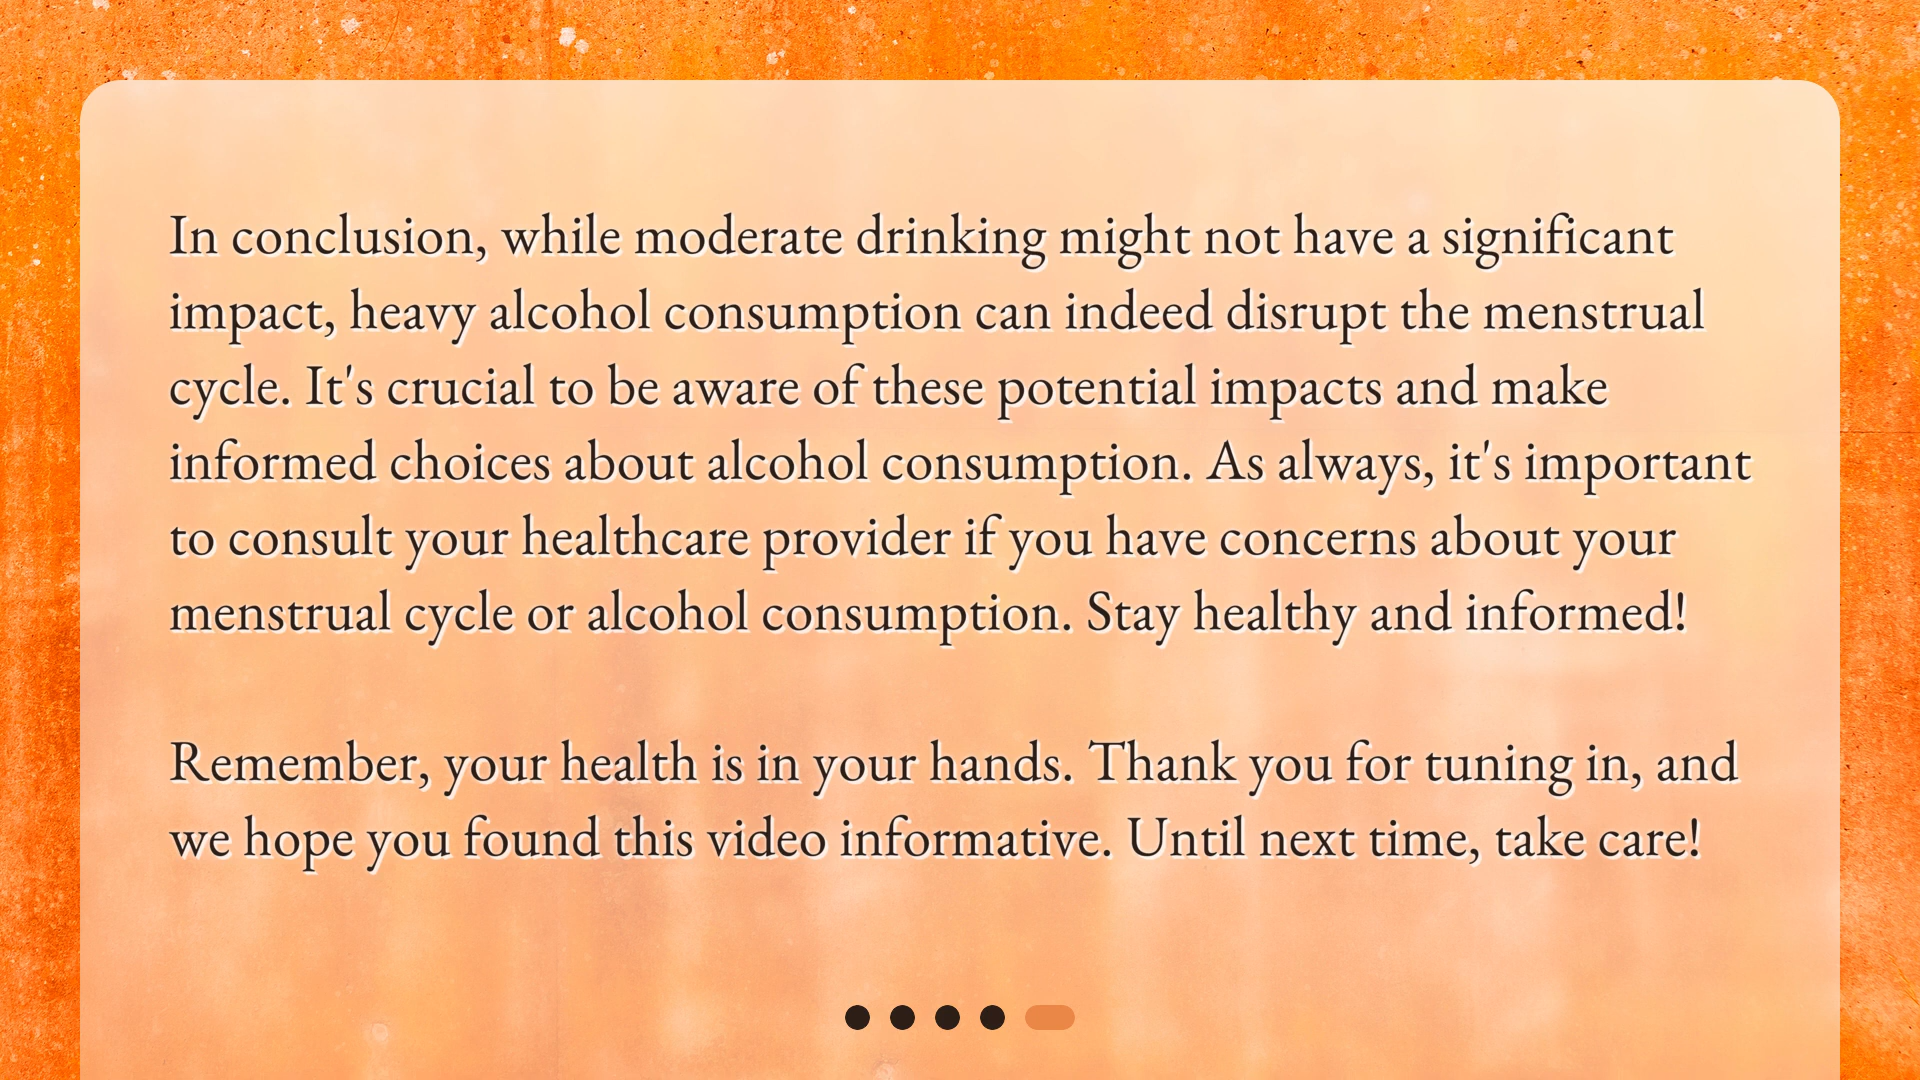 In conclusion, while moderate drinking might not have a significant
impact, heavy alcohol consumption can indeed disrupt the menstrual
cycle. It's crucial to be aware of these potential impacts and make
informed choices about alcohol consumption. As always, it's important
to consult your healthcare provider if you have concerns about your
menstrual cycle or alcohol consumption. Stay healthy and informed!
Remember, your health is in your hands. Thank you for tuning in, and
we hope you found this video informative. Until next time, take care!